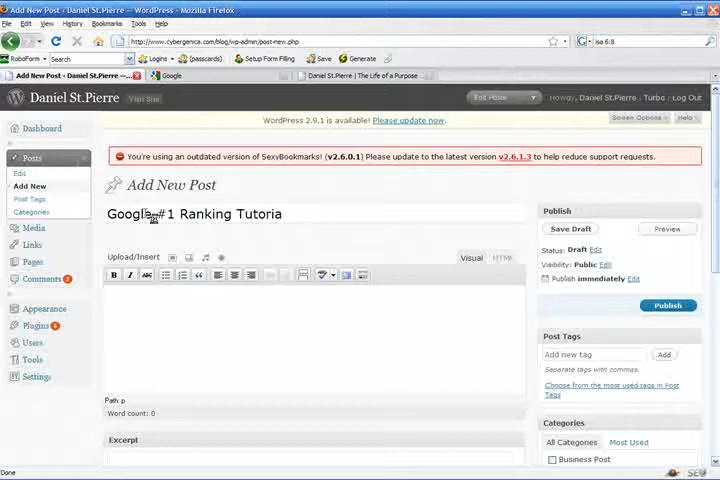 Add New Post ‹ Daniel St.Pierre — WordPress - Mozilla Firefox
File Edit View History Bookmarks Tools Help
http://www.cybergenica.com/blog/wp-admin/post-new.php
isa 6:8
RoboForm Search Logins (passcards) Setup Form Filling Save Generate
Add New Post ‹ Daniel St.Pierre —...
Google
Daniel St.Pierre | The Life of a Purpose
Daniel St.Pierre Visit Site
Edit Posts Howdy, Daniel St.Pierre | Turbo | Log Out
Screen Options Help
WordPress 2.9.1 is available! Please update now.
You're using an outdated version of SexyBookmarks! (v2.6.0.1) Please update to the latest version v2.6.1.3 to help reduce support requests.
Dashboard
Posts
Edit
Add New
Post Tags
Categories
Media
Links
Pages
Comments 2
Appearance
Plugins 6
Users
Tools
Settings
Add New Post
Google #1 Ranking Tutoria
Upload/Insert Visual HTML
B I ABC
Path: p
Word count: 0
Excerpt
Publish
Save Draft Preview
Status: Draft Edit
Visibility: Public Edit
Publish immediately Edit
Publish
Post Tags
Add new tag Add
Separate tags with commas.
Choose from the most used tags in Post
Tags
Categories
All Categories Most Used
Business Post
Done